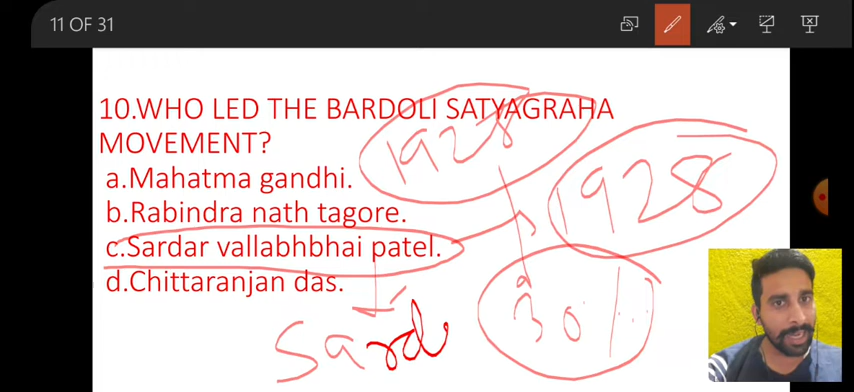 11 OF 31
10.WHO LED THE BARDOLI SATYAGRAHA
MOVEMENT?
1928
1928
a.Mahatma gandhi.
b.Rabindra nath tagore.
c.Sardar vallabhbhai patel.
d.Chittaranjan das.
30%
Sard